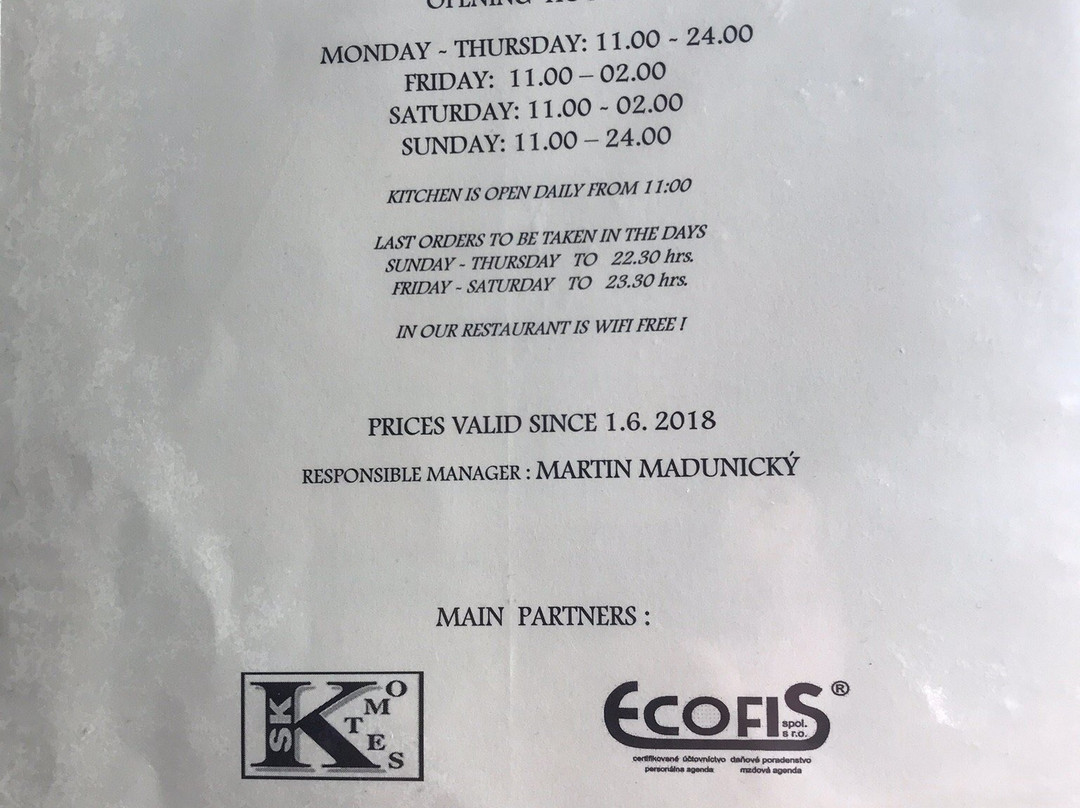 OPENING
MONDAY - THURSDAY: 11.00 - 24.00
FRIDAY: 11.00 – 02.00
SATURDAY: 11.00 - 02.00
SUNDAY: 11.00 – 24.00
KITCHEN IS OPEN DAILY FROM 11:00
LAST ORDERS TO BE TAKEN IN THE DAYS
SUNDAY - THURSDAY TO 22.30 hrs.
FRIDAY - SATURDAY TO 23.30 hrs.
IN OUR RESTAURANT IS WIFI FREE !
PRICES VALID SINCE 1.6. 2018
RESPONSIBLE MANAGER : MARTIN MADUNICKÝ
MAIN PARTNERS :
SK K O M T E S
ECOFIS ®
spol.
s r.o.
certifikované účtovníctvo daňové poradenstvo
personálna agenda mzdová agenda